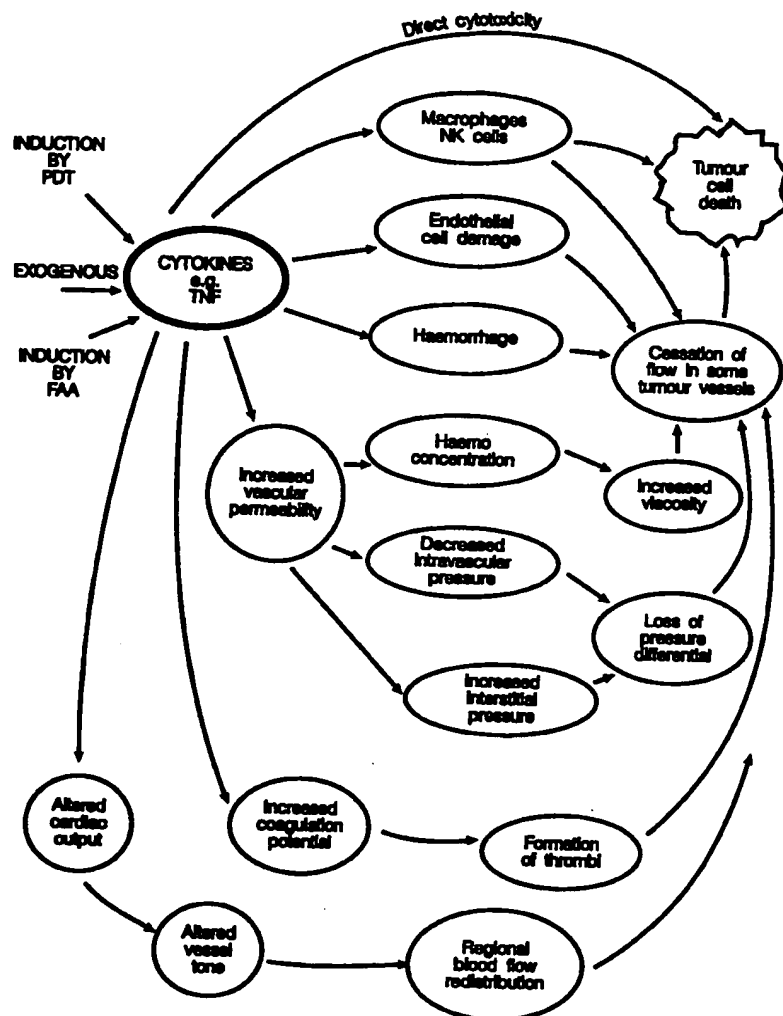 Direct cytotoxicity
Macrophages
NK cells
INDUCTION
BY
PDT
Tumour
cell
death
Endothelial
cell damage
CYTOKINES
e.g.
TNF
EXOGENOUS
INDUCTION
BY
FAA
Haemorrhage
Cessation of
flow in some
tumour vessels
Haemo
concentration
Increased
vascular
permeability
Increased
viscosity
Decreased
intravascular
pressure
Loss of
pressure
differential
Increased
interstitial
pressure
Altered
cardiac
output
Increased
coagulation
potential
Formation
of thrombi
Altered
vessel
tone
Regional
blood flow
redistribution